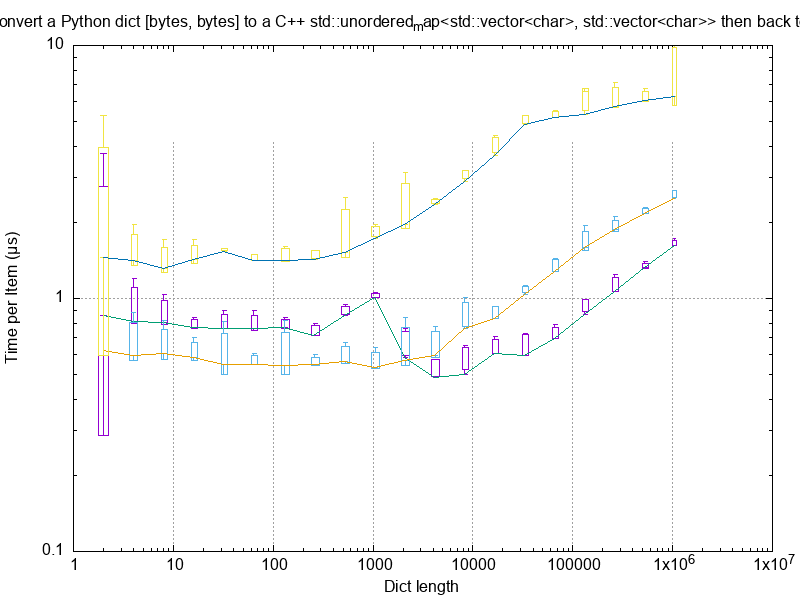 onvert a Python dict [bytes, bytes] to a C++ std::unordered_map<std::vector<char>, std::vector<char>> then back t
10
1
0.1
Time per Item (µs)
1 10 100 1000 10000 100000 1x10^6 1x10^7
Dict length